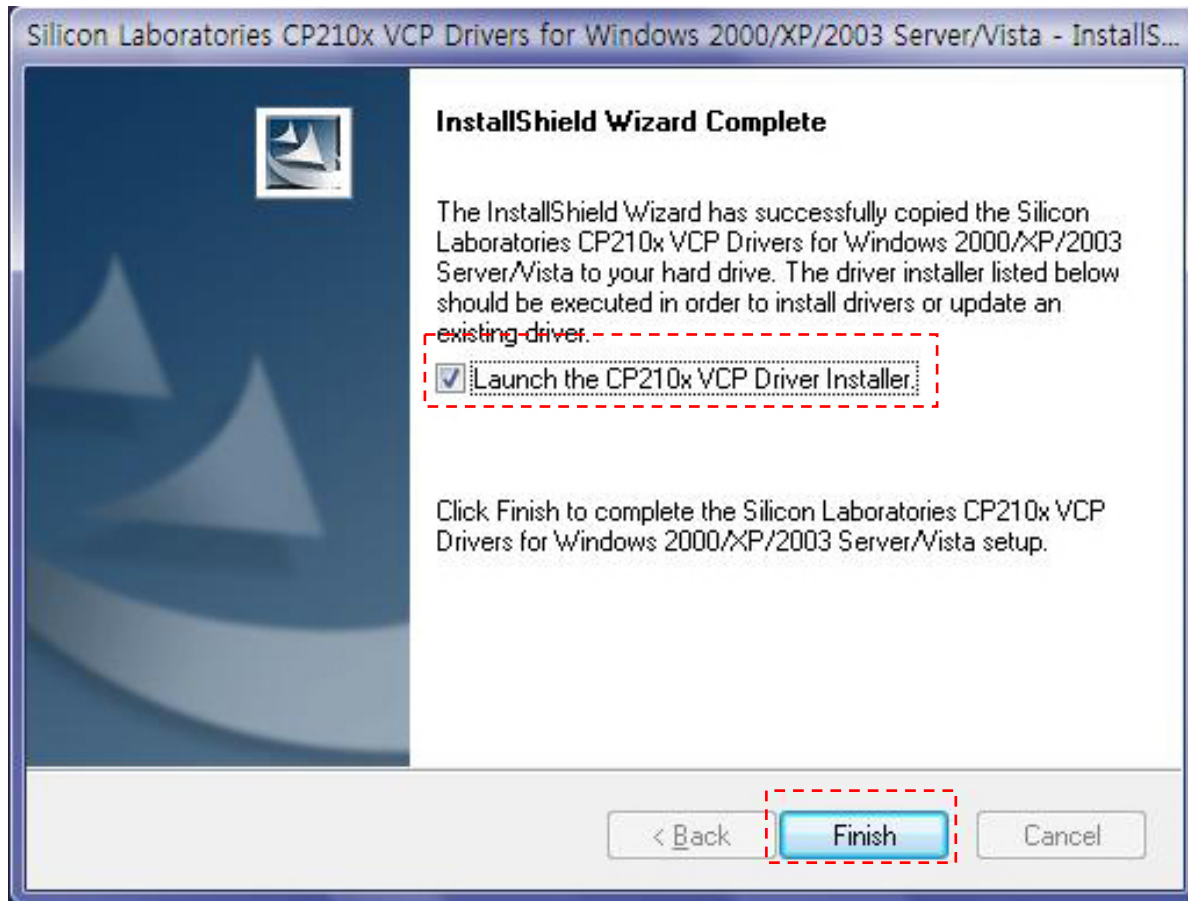 Silicon Laboratories CP210x VCP Drivers for Windows 2000/XP/2003 Server/Vista - InstallS...
InstallShield Wizard Complete
The InstallShield Wizard has successfully copied the Silicon
Laboratories CP210x VCP Drivers for Windows 2000/XP/2003
Server/Vista to your hard drive. The driver installer listed below
should be executed in order to install drivers or update an
existing driver.
Launch the CP210x VCP Driver Installer.
Click Finish to complete the Silicon Laboratories CP210x VCP
Drivers for Windows 2000/XP/2003 Server/Vista setup.
< Back Finish Cancel